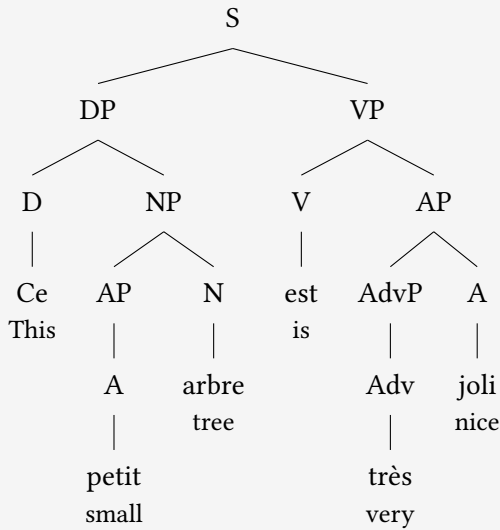 S
DP VP
D NP V AP
Ce AP N est AdvP A
This is
A arbre Adv joli
tree nice
petit très
small very